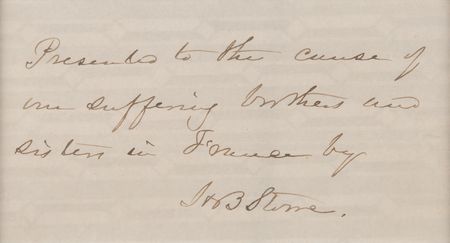 Presented to the cause of
our suffering brothers and
sisters in France by
H B Stowe.